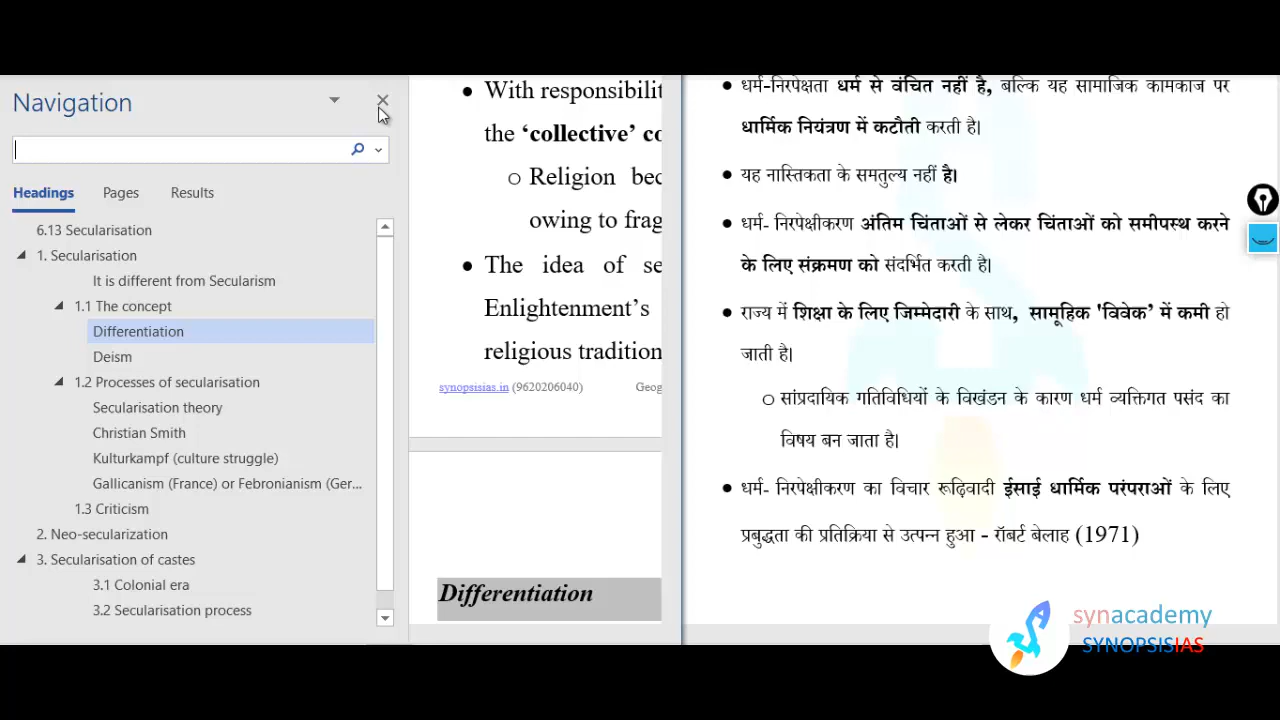 Navigation
Headings Pages Results
6.13 Secularisation
1. Secularisation
It is different from Secularism
1.1 The concept
Differentiation
Deism
1.2 Processes of secularisation
Secularisation theory
Christian Smith
Kulturkampf (culture struggle)
Gallicanism (France) or Febronianism (Ger...
1.3 Criticism
2. Neo-secularization
3. Secularisation of castes
3.1 Colonial era
3.2 Secularisation process
• With responsibilit
the ‘collective’ co
o Religion bec
owing to frag
• The idea of se
Enlightenment’s
religious tradition
synopsisias.in (9620206040) Geog
Differentiation
• धर्म-निरपेक्षता धर्म से वंचित नहीं है, बल्कि यह सामाजिक कामकाज पर
धार्मिक नियंत्रण में कटौती करती है।
• यह नास्तिकता के समतुल्य नहीं है।
• धर्म- निरपेक्षीकरण अंतिम चिंताओं से लेकर चिंताओं को समीपस्थ करने
के लिए संक्रमण को संदर्भित करती है।
• राज्य में शिक्षा के लिए जिम्मेदारी के साथ, सामूहिक 'विवेक’ में कमी हो
जाती है।
o सांप्रदायिक गतिविधियों के विखंडन के कारण धर्म व्यक्तिगत पसंद का
विषय बन जाता है।
• धर्म- निरपेक्षीकरण का विचार रूढ़िवादी ईसाई धार्मिक परंपराओं के लिए
प्रबुद्धता की प्रतिक्रिया से उत्पन्न हुआ - रॉबर्ट बेलाह (1971)
synacademy
SYNOPSISIAS